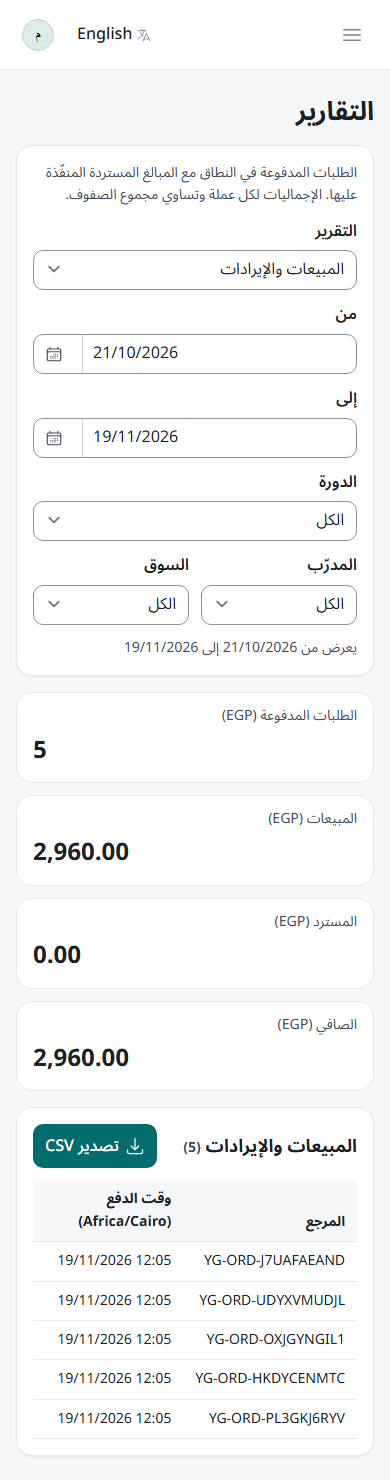 English
م
التقارير
الطلبات المدفوعة في النطاق مع المبالغ المستردة المنفّذة
عليها. الإجماليات لكل عملة وتساوي مجموع الصفوف.
التقرير
المبيعات والإيرادات
من
21/10/2026
إلى
19/11/2026
الدورة
الكل
المدرّب
السوق
الكل
الكل
يعرض من 21/10/2026 إلى 19/11/2026
الطلبات المدفوعة (EGP)
5
المبيعات (EGP)
2,960.00
المسترد (EGP)
0.00
الصافي (EGP)
2,960.00
المبيعات والإيرادات (5)
تصدير CSV
المرجع
وقت الدفع
(Africa/Cairo)
YG-ORD-J7UAFAEAND 19/11/2026 12:05
YG-ORD-UDYXVMUDJL 19/11/2026 12:05
YG-ORD-OXJGYNGIL1 19/11/2026 12:05
YG-ORD-HKDYCENMTC 19/11/2026 12:05
YG-ORD-PL3GKJ6RYV 19/11/2026 12:05